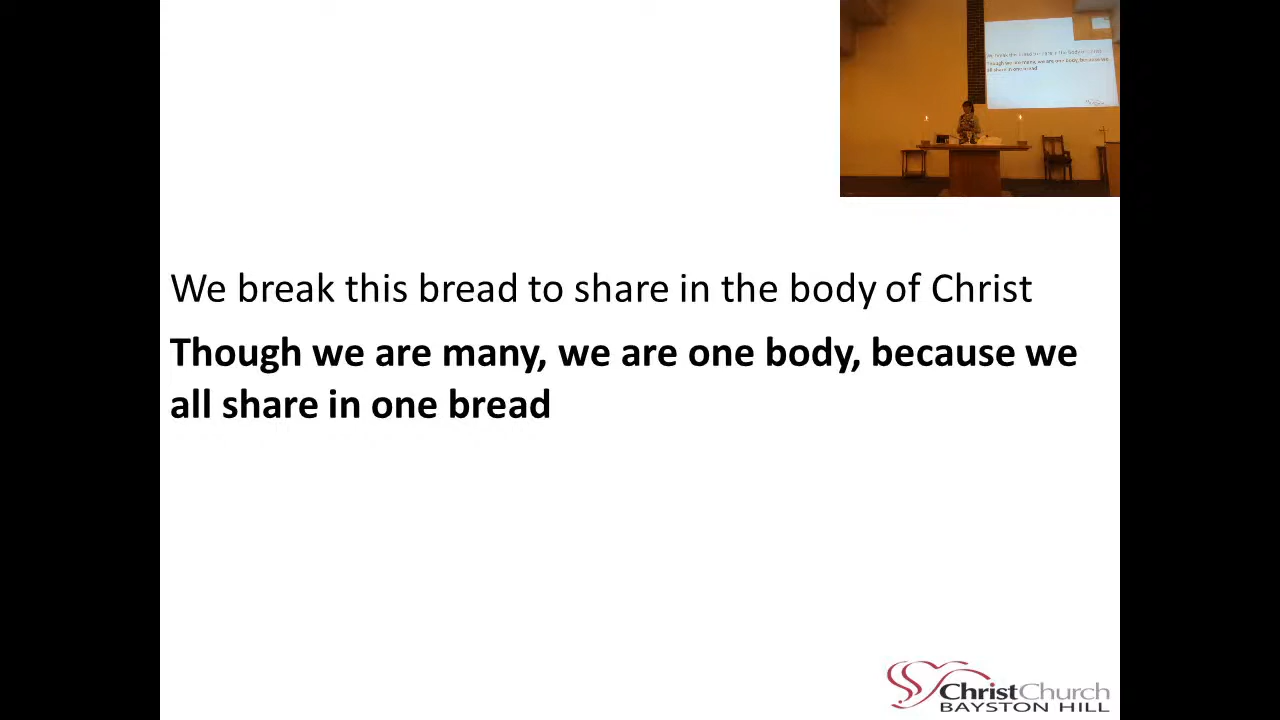 We break this bread to share in the body of Christ
Though we are many, we are one body, because we
all share in one bread
ChristChurch
BAYSTON HILL